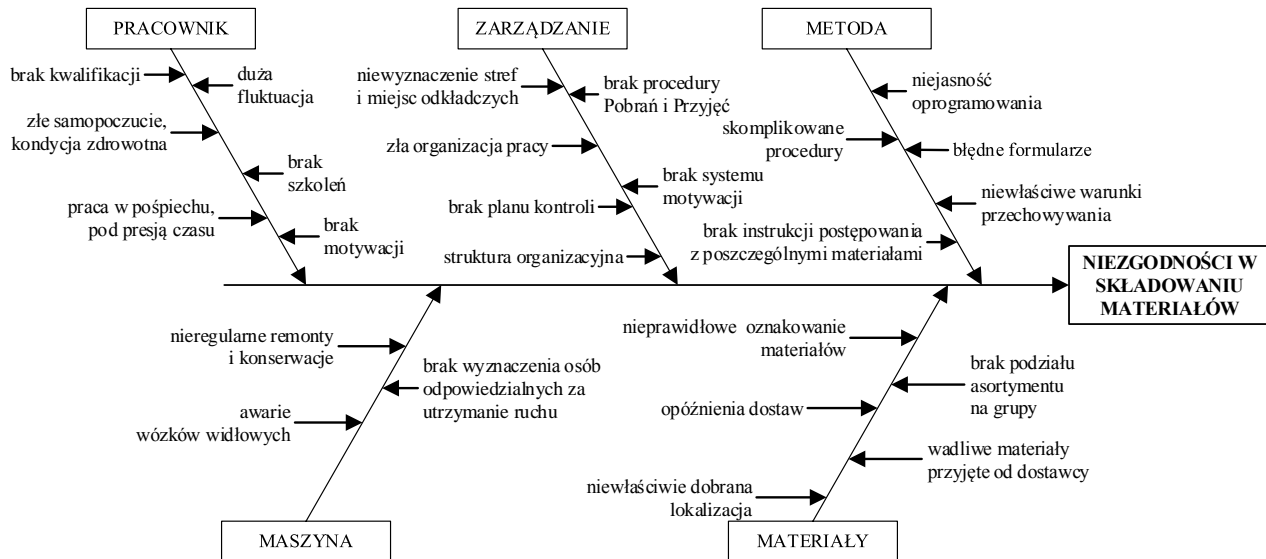 PRACOWNIK
ZARZĄDZANIE
METODA
brak kwalifikacji
duża
fluktuacja
złe samopoczucie,
kondycja zdrowotna
brak
szkoleń
praca w pośpiechu,
pod presją czasu
brak
motywacji
niewyznaczenie stref
i miejsc odkładczych
brak procedury
Pobrań i Przyjęć
zła organizacja pracy
brak systemu
motywacji
brak planu kontroli
struktura organizacyjna
niejasność
oprogramowania
skomplikowane
procedury
błędne formularze
niewłaściwe warunki
przechowywania
brak instrukcji postępowania
z poszczególnymi materiałami
NIEZGODNOŚCI W
SKŁADOWANIU
MATERIAŁÓW
nieregularne remonty
i konserwacje
brak wyznaczenia osób
odpowiedzialnych za
utrzymanie ruchu
awarie
wózków widłowych
nieprawidłowe oznakowanie
materiałów
brak podziału
asortymentu
na grupy
opóźnienia dostaw
wadliwe materiały
przyjęte od dostawcy
niewłaściwie dobrana
lokalizacja
MASZYNA
MATERIAŁY